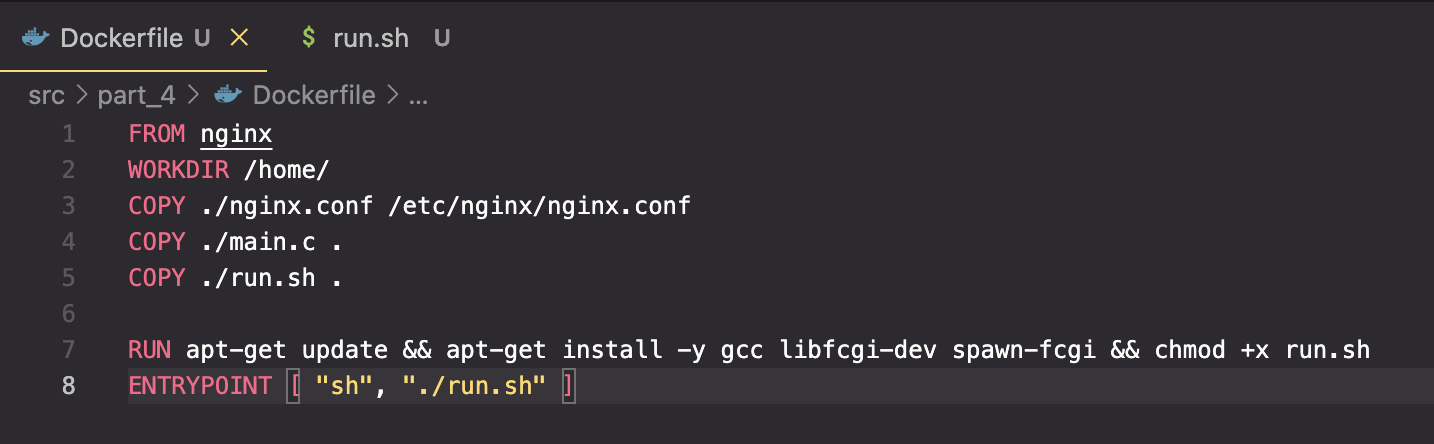 Dockerfile U $ run.sh U
src > part_4 > Dockerfile > ...
1 FROM nginx
2 WORKDIR /home/
3 COPY ./nginx.conf /etc/nginx/nginx.conf
4 COPY ./main.c .
5 COPY ./run.sh .
6
7 RUN apt-get update && apt-get install -y gcc libfcgi-dev spawn-fcgi && chmod +x run.sh
8 ENTRYPOINT [ "sh", "./run.sh" ]